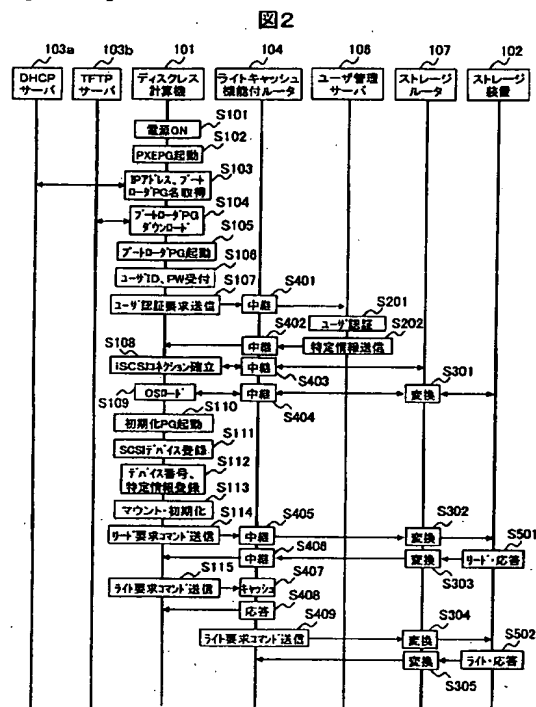 図2
103a
103b
101
104
106
107
102
DHCP
サーバ
TFTP
サーバ
ディスクレス
計算機
ライトキャッシュ
機能付ルータ
ユーザ管理
サーバ
ストレージ
ルータ
ストレージ
装置
S101
電源ON
S102
PXEPG起動
S103
IPアドレス、ブート
ローダPG名取得
S104
ブートローダPG
ダウンロード
S105
ブートローダPG起動
S106
ユーザID、PW受付
S107
ユーザ認証要求送信
S401
中継
S201
ユーザ認証
S402
中継
S202
特定情報送信
S108
iSCSIコネクション確立
中継
S403
S301
S109
OSロード
中継
S404
変換
S110
初期化PG起動
S111
SCSIデバイス登録
S112
デバイス番号、
特定情報登録
S113
マウント・初期化
S114
リード要求コマンド送信
S405
中継
S302
変換
S501
S406
中継
変換
S303
リード・応答
S115
ライト要求コマンド送信
S407
キャッシュ
S408
応答
S409
ライト要求コマンド送信
S304
変換
S502
変換
S305
ライト・応答